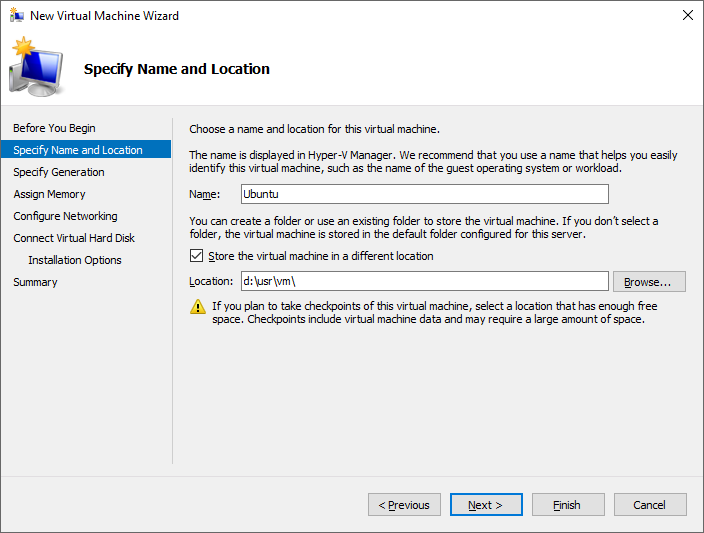 New Virtual Machine Wizard
Specify Name and Location
Before You Begin
Specify Name and Location
Specify Generation
Assign Memory
Configure Networking
Connect Virtual Hard Disk
Installation Options
Summary
Choose a name and location for this virtual machine.
The name is displayed in Hyper-V Manager. We recommend that you use a name that helps you easily
identify this virtual machine, such as the name of the guest operating system or workload.
Name: Ubuntu
You can create a folder or use an existing folder to store the virtual machine. If you don't select a
folder, the virtual machine is stored in the default folder configured for this server.
Store the virtual machine in a different location
Location: d:\usr\vm\ Browse...
If you plan to take checkpoints of this virtual machine, select a location that has enough free
space. Checkpoints include virtual machine data and may require a large amount of space.
< Previous Next > Finish Cancel